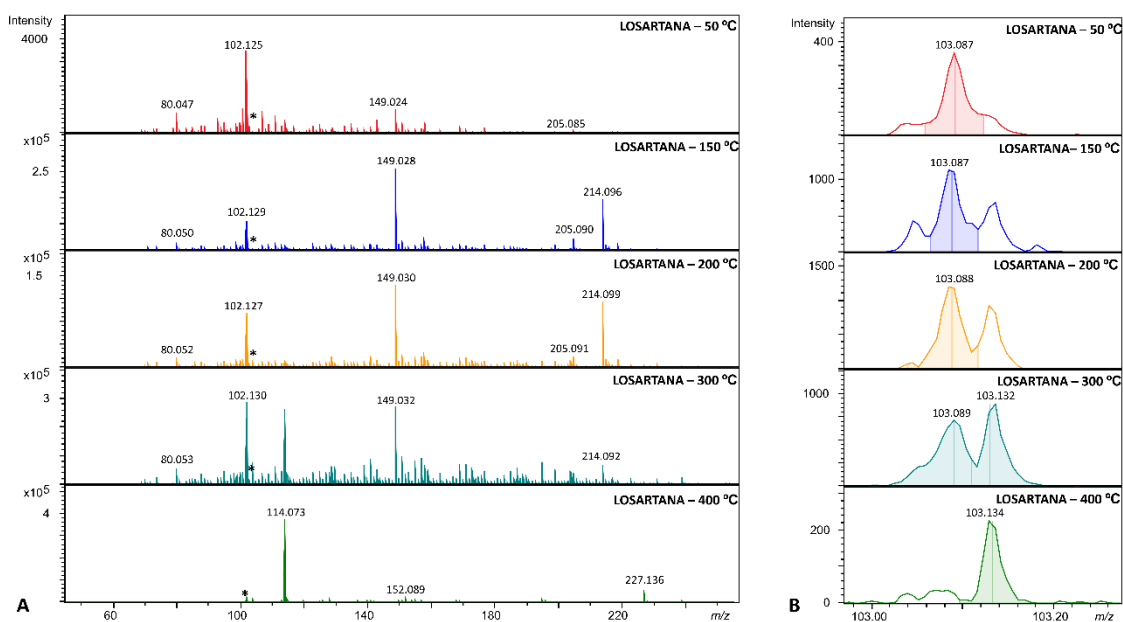 Intensity
4000
102.125
LOSARTANA – 50 ºC
80.047
*
149.024
205.085
x10⁵
2.5
149.028
LOSARTANA – 150 ºC
214.096
102.129
80.050
*
205.090
x10⁵
1.5
149.030
LOSARTANA – 200 ºC
102.127
214.099
80.052
*
205.091
x10⁵
3
102.130
149.032
LOSARTANA – 300 ºC
80.053
*
214.092
x10⁵
4
114.073
LOSARTANA – 400 ºC
*
152.089
227.136
A
60
100
140
180
220
m/z
Intensity
400
103.087
LOSARTANA – 50 ºC
1000
103.087
LOSARTANA– 150 ºC
1500
103.088
LOSARTANA – 200 ºC
1000
LOSARTANA – 300 ºC
103.089
103.132
200
LOSARTANA – 400 ºC
103.134
0
B
103.00
103.20
m/z